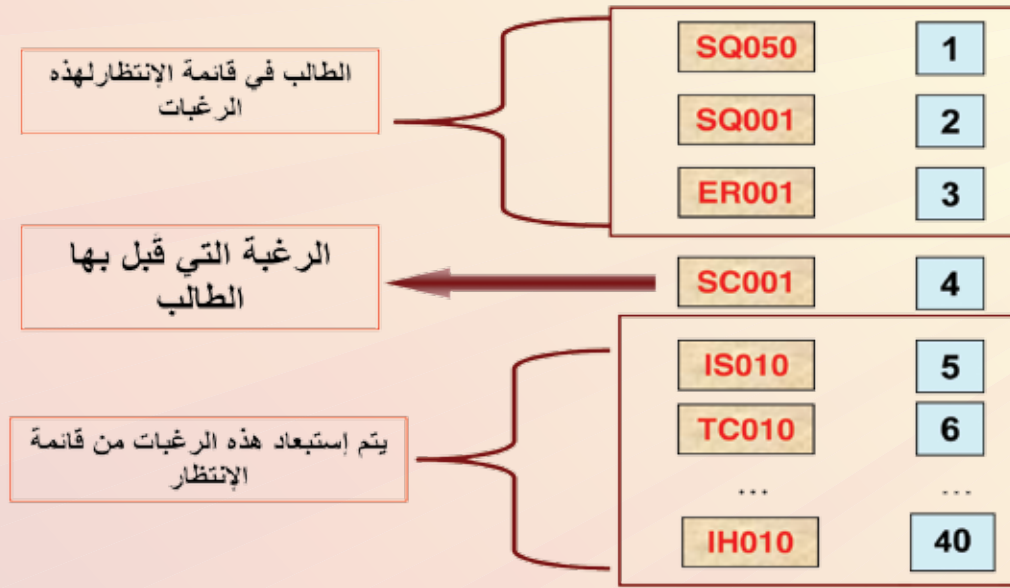 SQ050 1
الطالب في قائمة الإنتظارلهذه
الرغبات
SQ001 2
ER001 3
الرغبة التي قُبل بها
الطالب
SC001 4
IS010 5
TC010 6
يتم إستبعاد هذه الرغبات من قائمة
الإنتظار
... ...
IH010 40